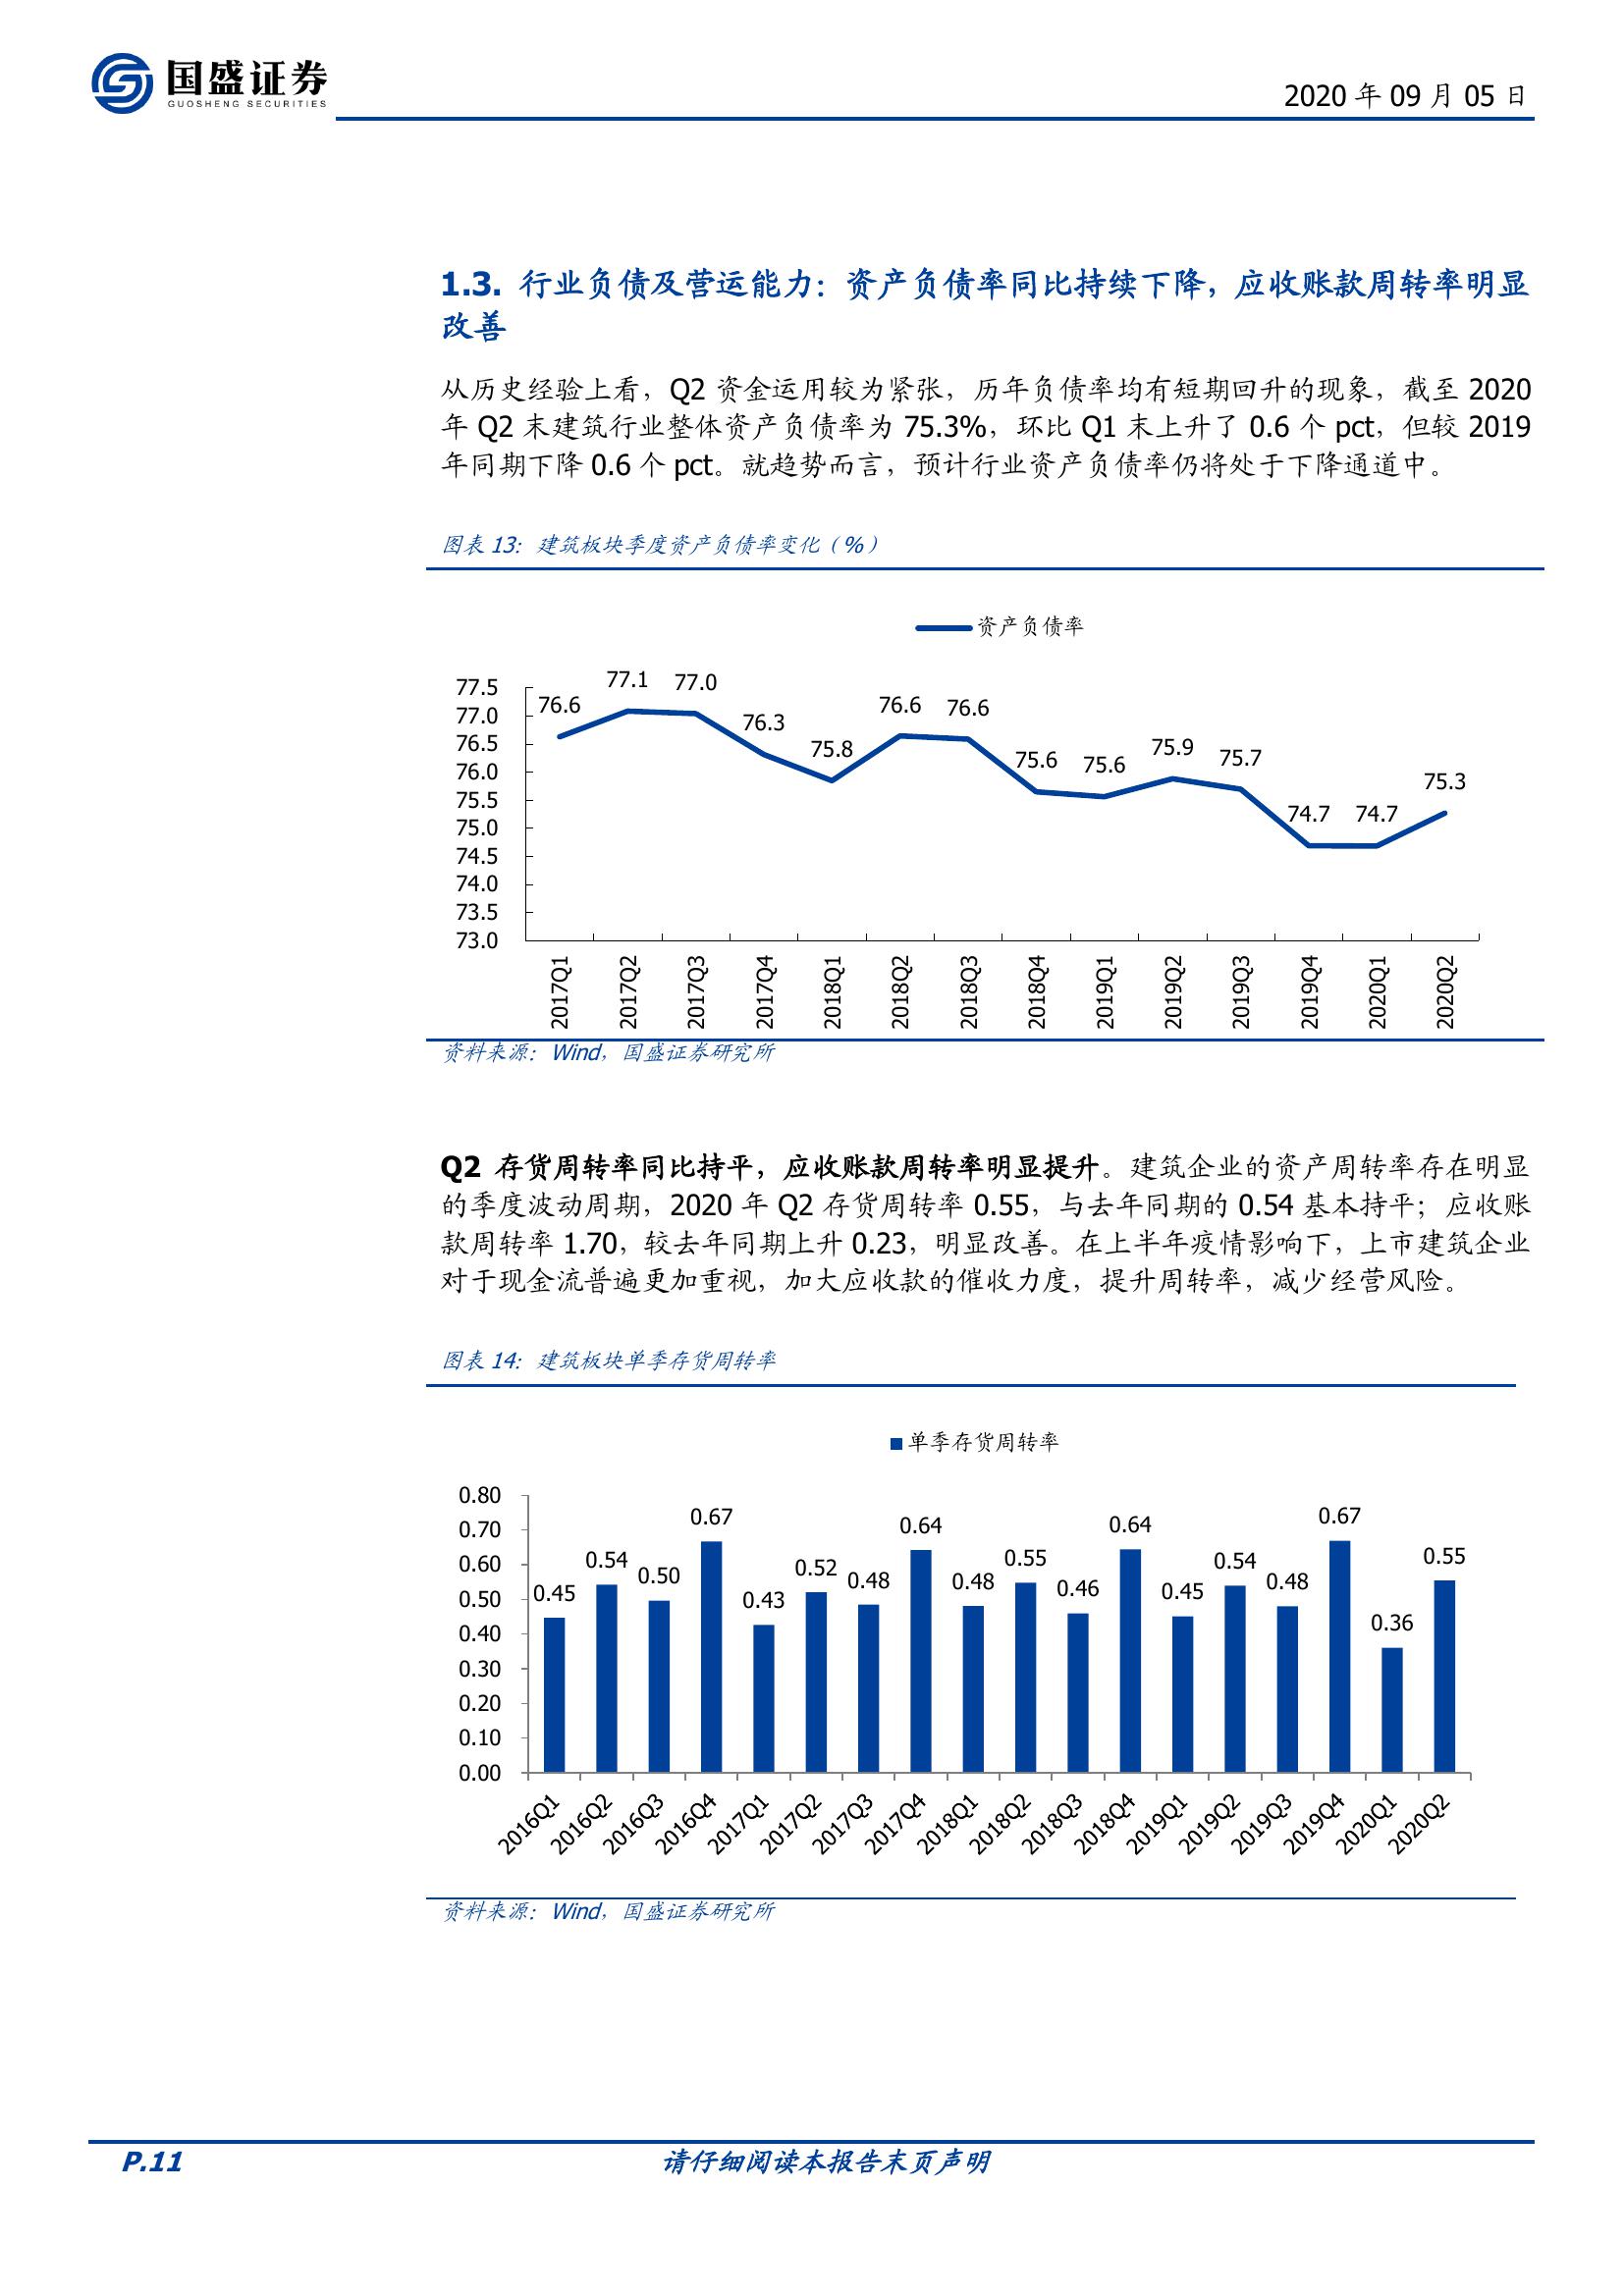 国盛证券
GUOSHENG SECURITIES
2020 年 09 月 05 日
1.3. 行业负债及营运能力：资产负债率同比持续下降，应收账款周转率明显
改善
从历史经验上看，Q2 资金运用较为紧张，历年负债率均有短期回升的现象，截至 2020
年 Q2 末建筑行业整体资产负债率为 75.3%，环比 Q1 末上升了 0.6 个 pct，但较 2019
年同期下降 0.6 个 pct。就趋势而言，预计行业资产负债率仍将处于下降通道中。
图表 13：建筑板块季度资产负债率变化（%）
资产负债率
77.5
77.0
76.5
76.0
75.5
75.0
74.5
74.0
73.5
73.0
76.6
77.1
77.0
76.3
75.8
76.6
76.6
75.6
75.6
75.9
75.7
74.7
74.7
75.3
2017Q1
2017Q2
2017Q3
2017Q4
2018Q1
2018Q2
2018Q3
2018Q4
2019Q1
2019Q2
2019Q3
2019Q4
2020Q1
2020Q2
资料来源：Wind，国盛证券研究所
Q2 存货周转率同比持平，应收账款周转率明显提升。建筑企业的资产周转率存在明显
的季度波动周期，2020 年 Q2 存货周转率 0.55，与去年同期的 0.54 基本持平；应收账
款周转率 1.70，较去年同期上升 0.23，明显改善。在上半年疫情影响下，上市建筑企业
对于现金流普遍更加重视，加大应收款的催收力度，提升周转率，减少经营风险。
图表 14：建筑板块单季存货周转率
单季存货周转率
0.80
0.70
0.60
0.50
0.40
0.30
0.20
0.10
0.00
0.45
0.54
0.50
0.67
0.43
0.52
0.48
0.64
0.48
0.55
0.46
0.64
0.45
0.54
0.48
0.67
0.36
0.55
2016Q1
2016Q2
2016Q3
2016Q4
2017Q1
2017Q2
2017Q3
2017Q4
2018Q1
2018Q2
2018Q3
2018Q4
2019Q1
2019Q2
2019Q3
2019Q4
2020Q1
2020Q2
资料来源：Wind，国盛证券研究所
P.11
请仔细阅读本报告末页声明